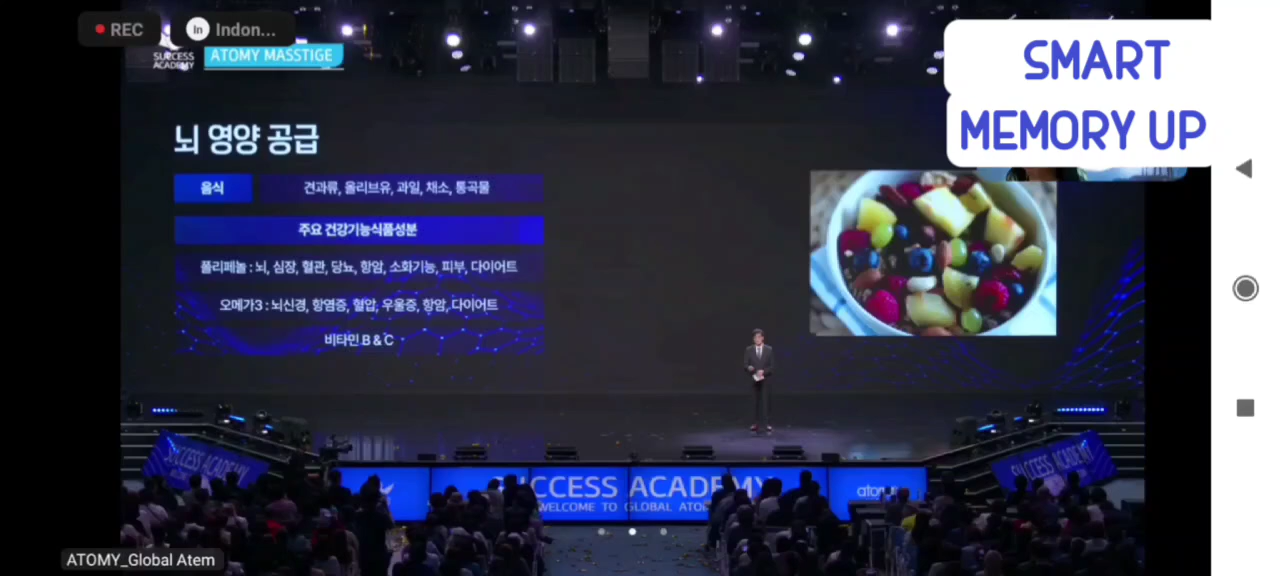 REC
In Indon...
SUCCESS
ACADEMY
ATOMY MASSTIGE
SMART
MEMORY UP
뇌 영양 공급
음식 견과류, 올리브유, 과일, 채소, 통곡물
주요 건강기능식품성분
폴리페놀 : 뇌, 심장, 혈관, 당뇨, 항암, 소화기능, 피부, 다이어트
오메가3 : 뇌신경, 항염증, 혈압, 우울증, 항암, 다이어트
비타민 B & C
SUCCESS ACADEMY
SUCCESS ACADEMY
SUCCESS ACADEMY
WELCOME TO GLOBAL ATOM
atomy
ATOMY_Global Atem